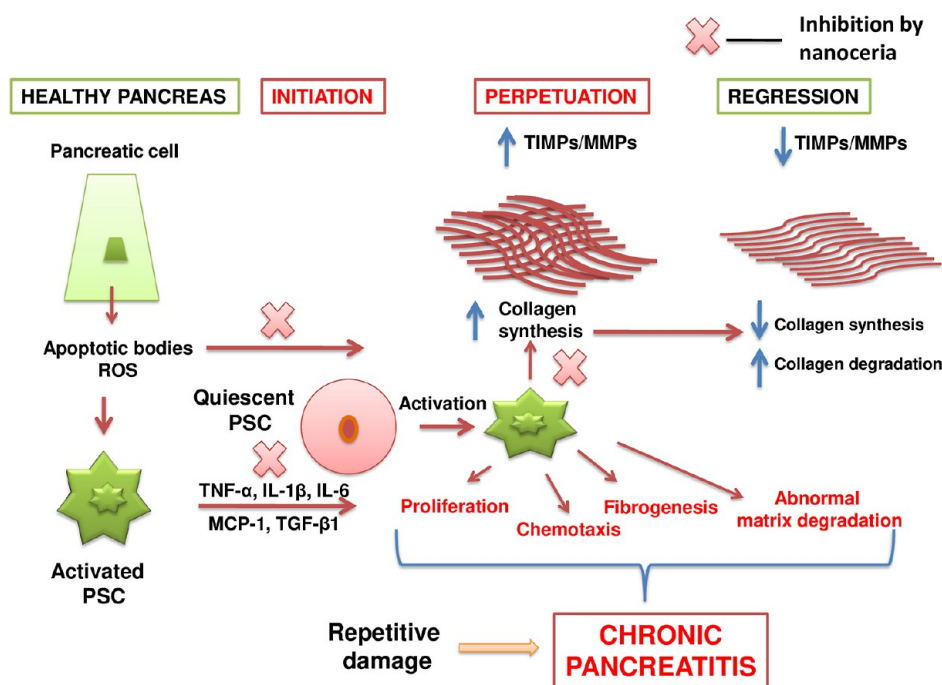 Inhibition by
nanoceria
HEALTHY PANCREAS
INITIATION
PERPETUATION
REGRESSION
TIMPs/MMPs
TIMPs/MMPs
Pancreatic cell
Collagen
synthesis
Collagen synthesis
Collagen degradation
Apoptotic bodies
ROS
Quiescent
PSC
Activation
TNF-α, IL-1β, IL-6
MCP-1, TGF-β1
Activated
PSC
Proliferation
Chemotaxis
Fibrogenesis
Abnormal
matrix degradation
Repetitive
damage
CHRONIC
PANCREATITIS